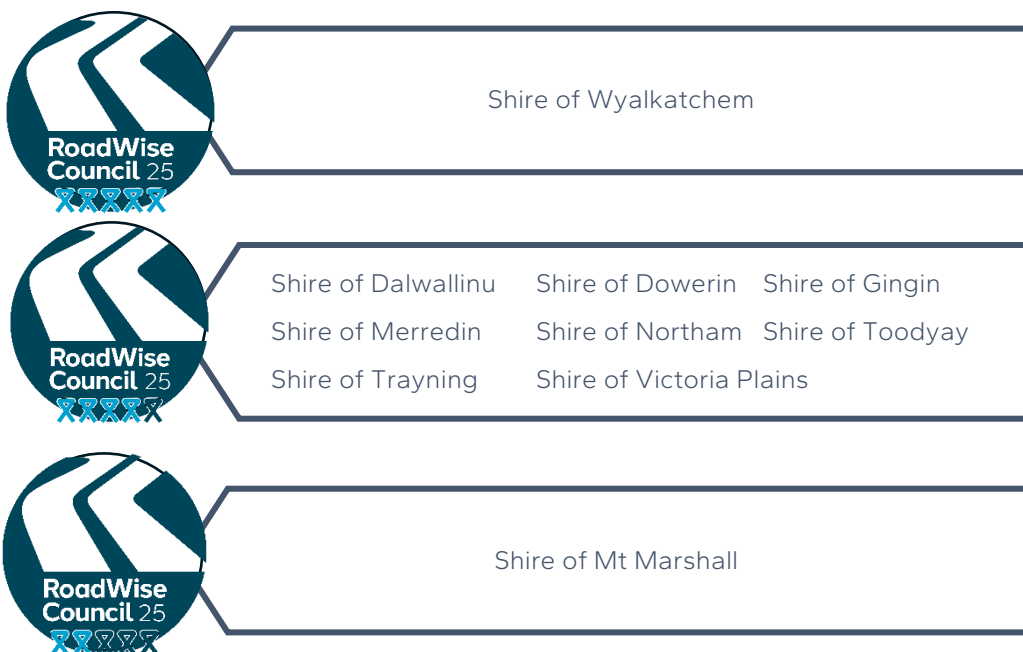 RoadWise
Council 25
Shire of Wyalkatchem
RoadWise
Council 25
Shire of Dalwallinu Shire of Dowerin Shire of Gingin
Shire of Merredin Shire of Northam Shire of Toodyay
Shire of Trayning Shire of Victoria Plains
RoadWise
Council 25
Shire of Mt Marshall